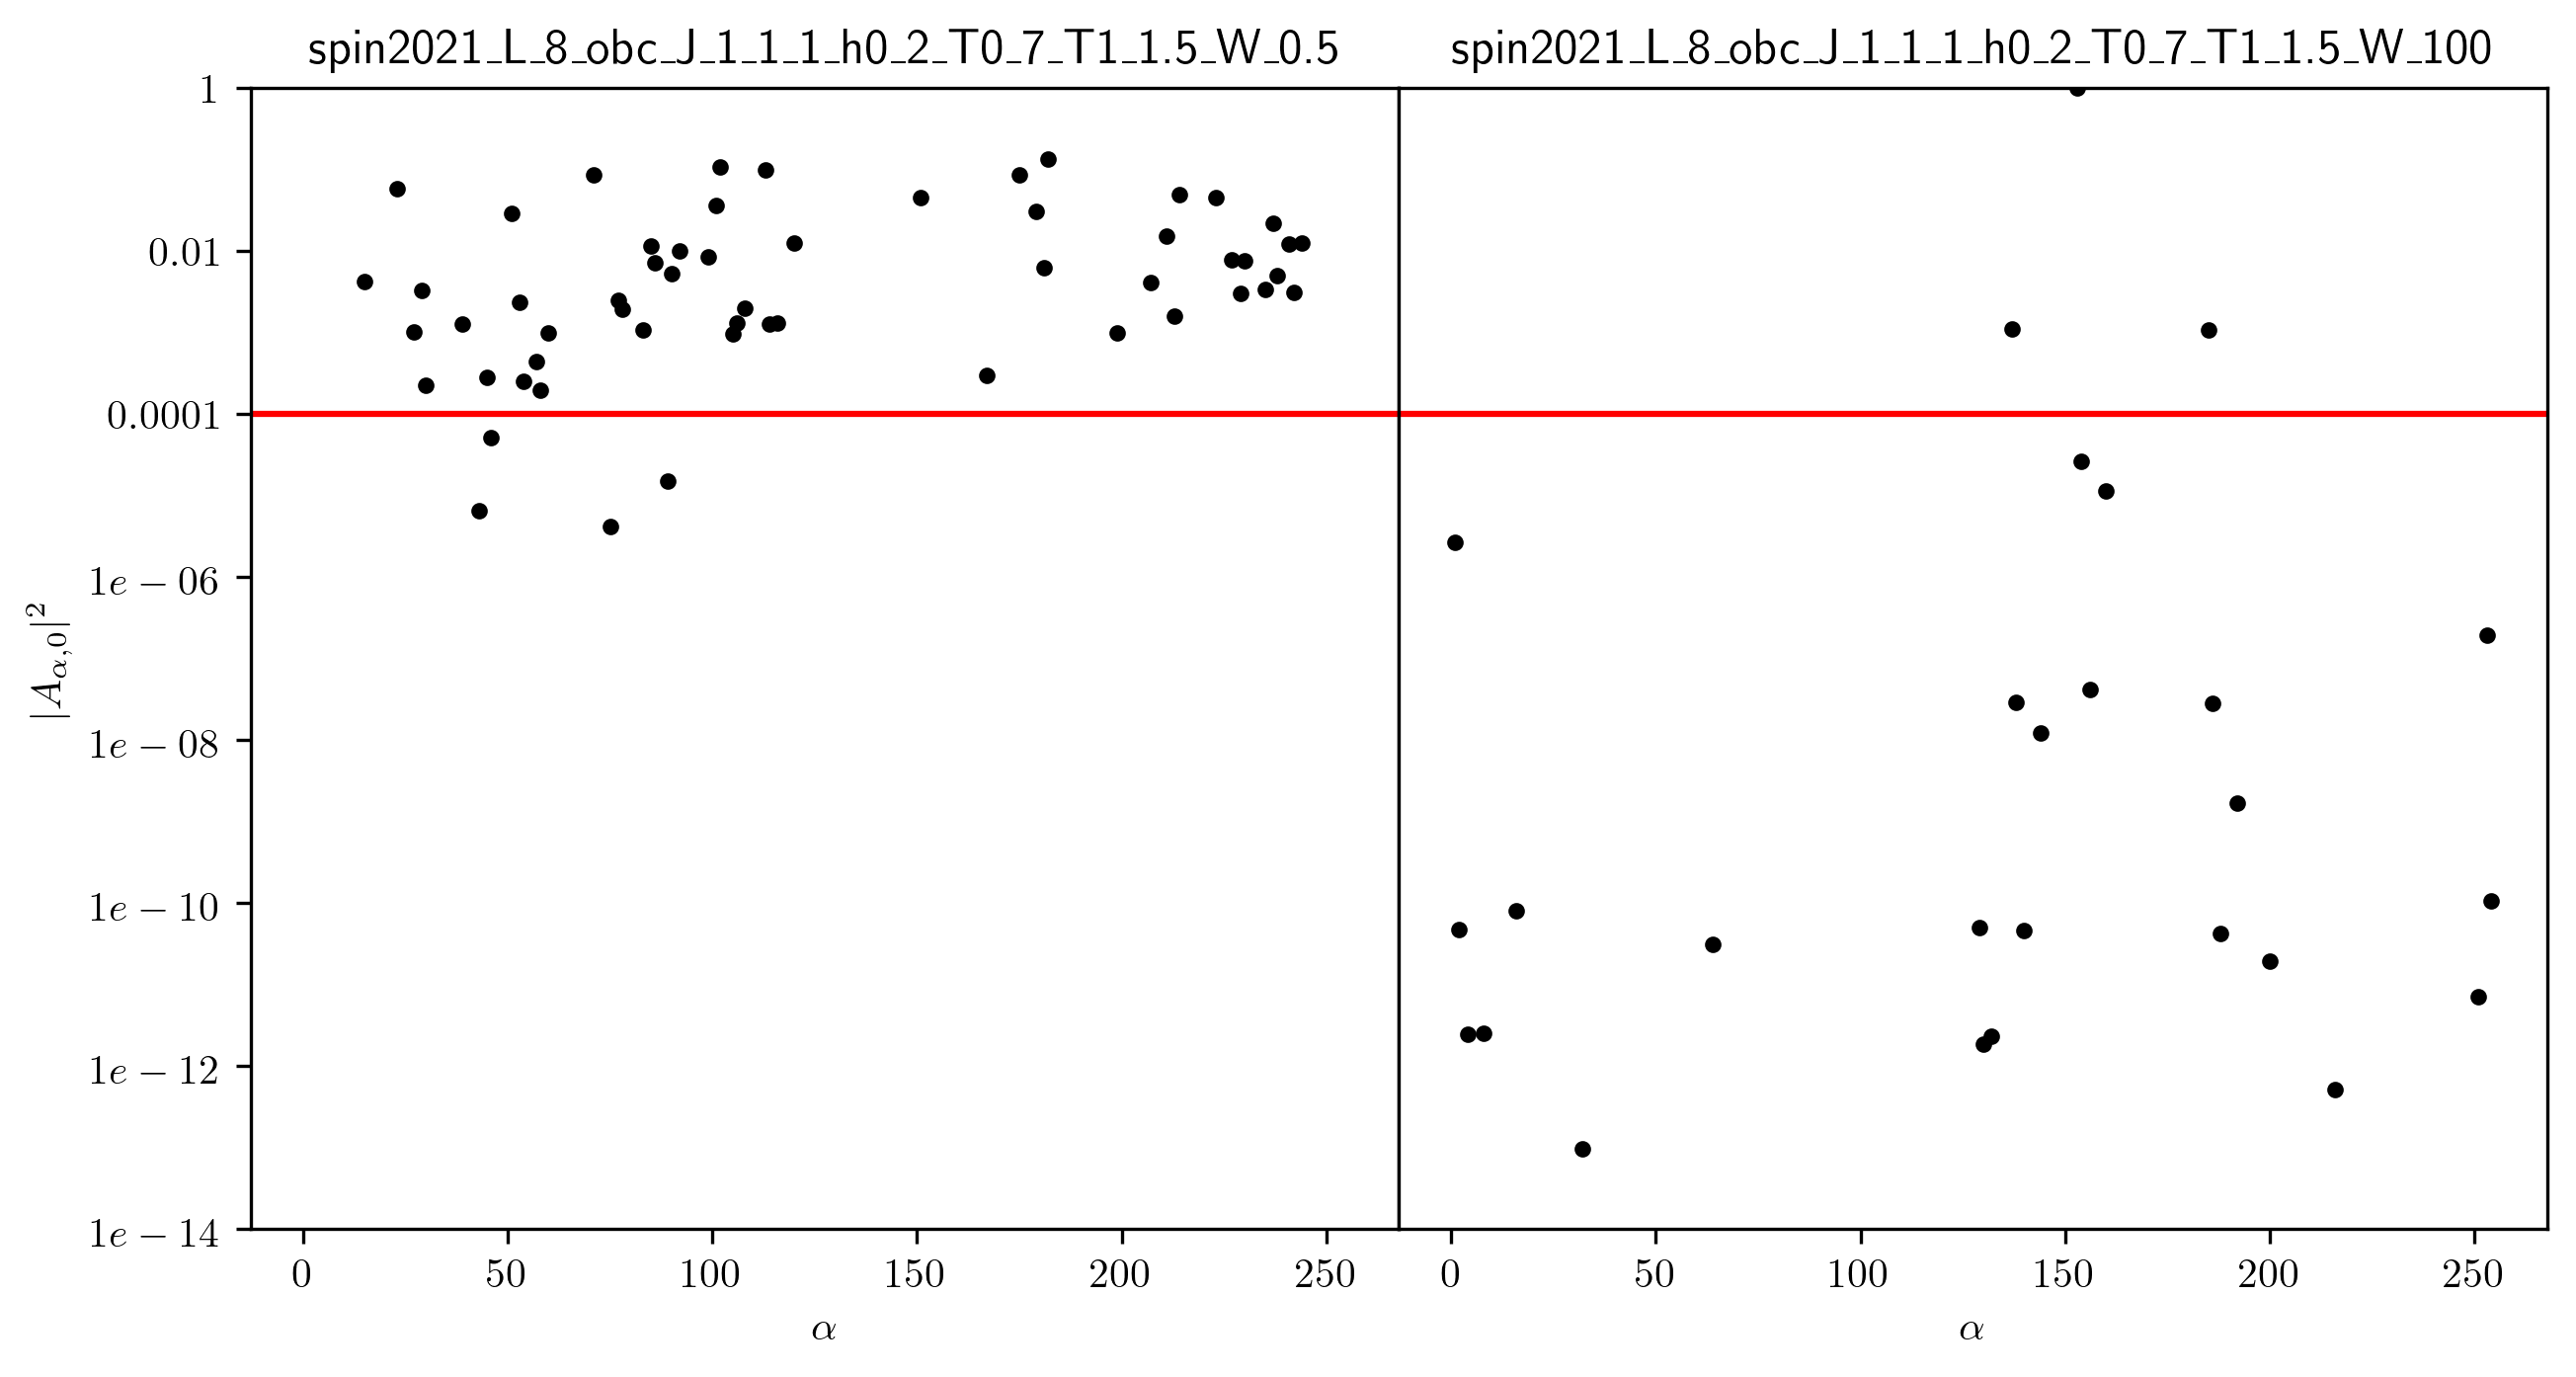 spin2021_L_8_obc_J_1_1_1_h0_2_T0_7_T1_1.5_W_0.5
spin2021_L_8_obc_J_1_1_1_h0_2_T0_7_T1_1.5_W_100
1
0.01
0.0001
1e − 06
1e − 08
1e − 10
1e − 12
1e − 14
|A_{α,0}|²
0 50 100 150 200 250
0 50 100 150 200 250
α
α